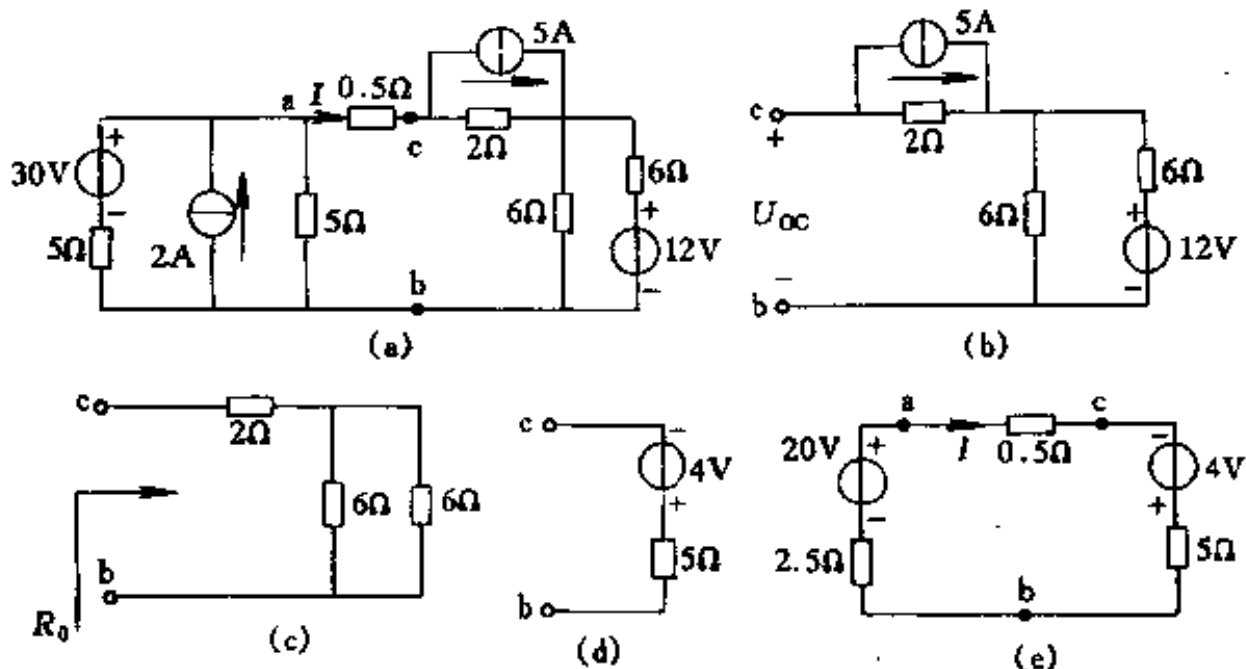 5A
a I 0.5Ω
c 2Ω
30V + -
5Ω
2A
5Ω
6Ω
6Ω
+ 12V -
b
(a)
5A
c + 2Ω
6Ω
6Ω
U_OC
+ 12V -
b -
(b)
c 2Ω
6Ω 6Ω
b
R₀
(c)
c - 4V +
5Ω
b
(d)
a I 0.5Ω c
20V + -
- 4V +
2.5Ω 5Ω
b
(e)